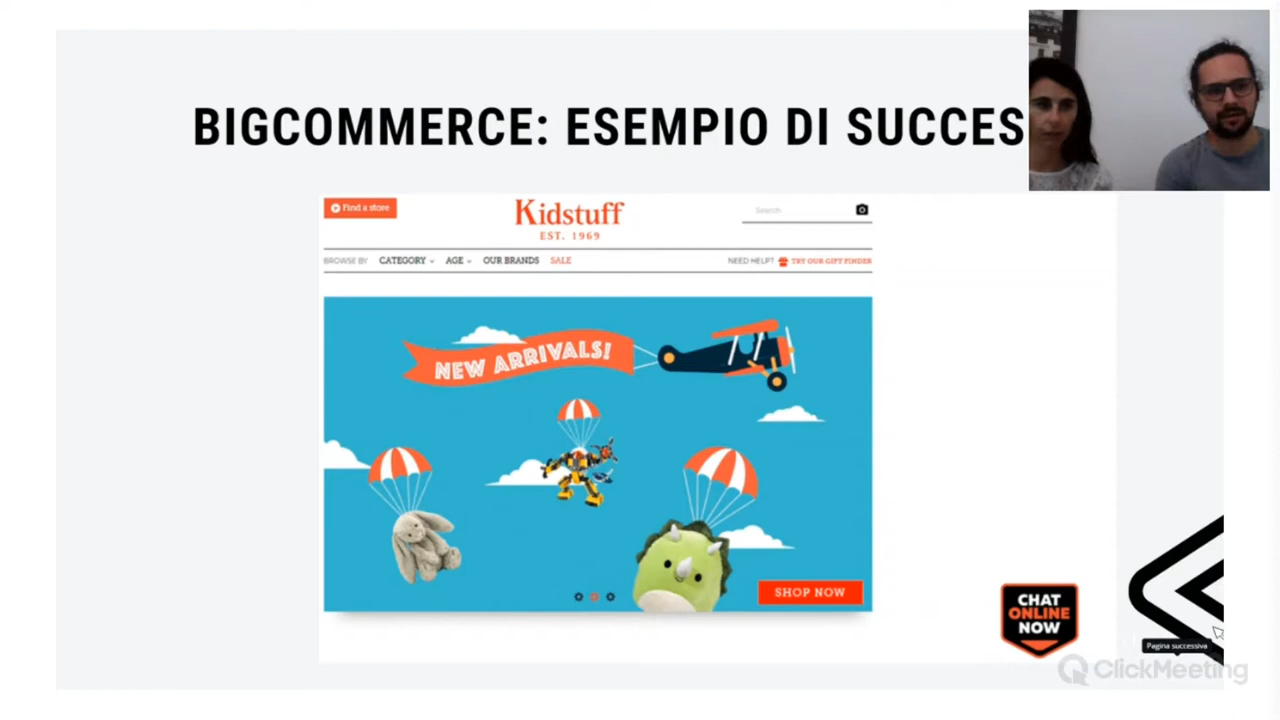 BIGCOMMERCE: ESEMPIO DI SUCCES
Find a store
Kidstuff
EST. 1969
Search
BROWSE BY CATEGORY AGE OUR BRANDS SALE
NEED HELP? TRY OUR GIFT FINDER
NEW ARRIVALS!
SHOP NOW
CHAT
ONLINE
NOW
Pagina successiva
ClickMeeting